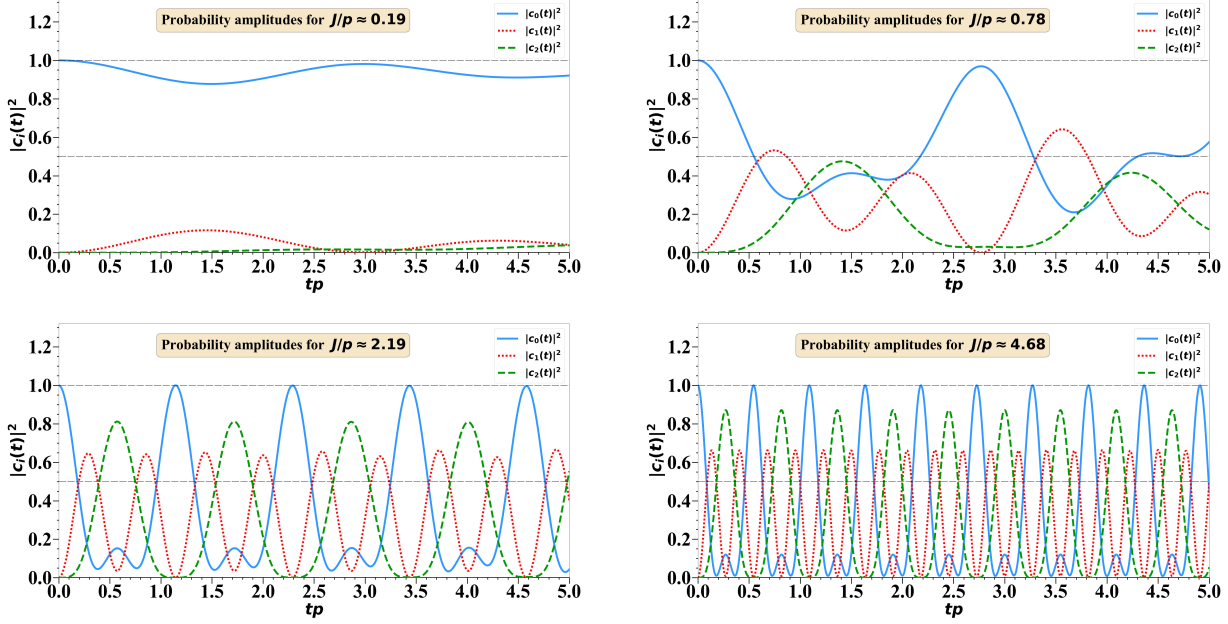 Probability amplitudes for J/p ≈ 0.19
|c₀(t)|²
|c₁(t)|²
|c₂(t)|²
1.2
1.0
0.8
0.6
0.4
0.2
0.0
|cᵢ(t)|²
0.0 0.5 1.0 1.5 2.0 2.5 3.0 3.5 4.0 4.5 5.0
tp
Probability amplitudes for J/p ≈ 0.78
|c₀(t)|²
|c₁(t)|²
|c₂(t)|²
1.2
1.0
0.8
0.6
0.4
0.2
0.0
|cᵢ(t)|²
0.0 0.5 1.0 1.5 2.0 2.5 3.0 3.5 4.0 4.5 5.0
tp
Probability amplitudes for J/p ≈ 2.19
|c₀(t)|²
|c₁(t)|²
|c₂(t)|²
1.2
1.0
0.8
0.6
0.4
0.2
0.0
|cᵢ(t)|²
0.0 0.5 1.0 1.5 2.0 2.5 3.0 3.5 4.0 4.5 5.0
tp
Probability amplitudes for J/p ≈ 4.68
|c₀(t)|²
|c₁(t)|²
|c₂(t)|²
1.2
1.0
0.8
0.6
0.4
0.2
0.0
|cᵢ(t)|²
0.0 0.5 1.0 1.5 2.0 2.5 3.0 3.5 4.0 4.5 5.0
tp